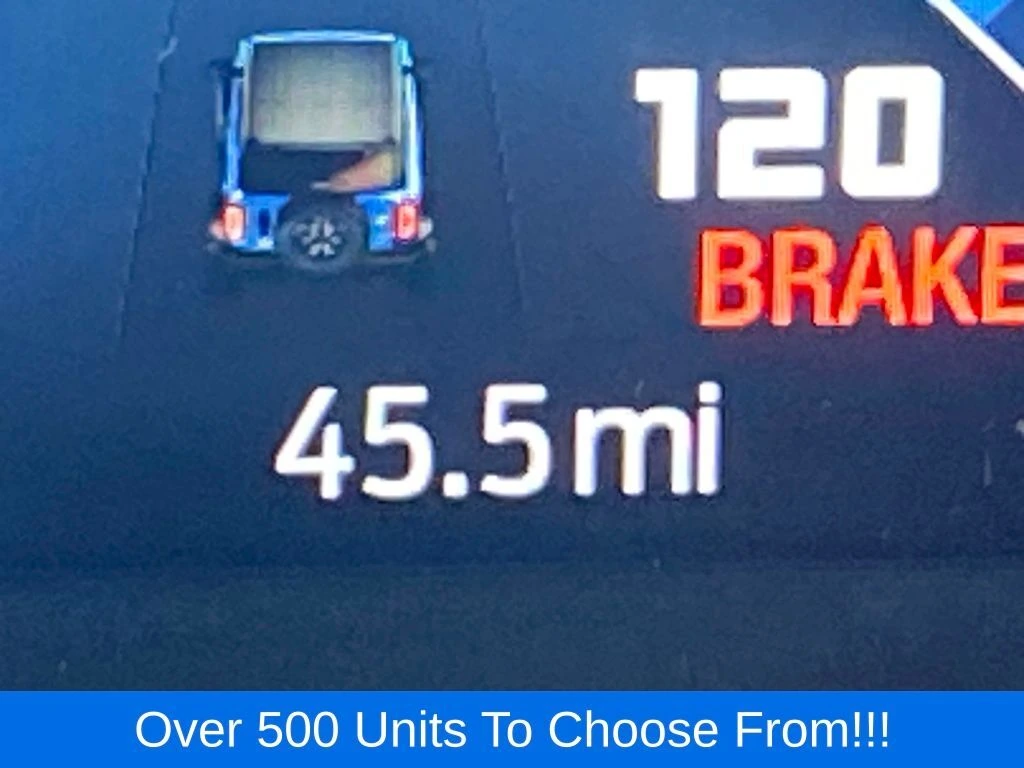 120
BRAKE
45.5 mi
Over 500 Units To Choose From!!!